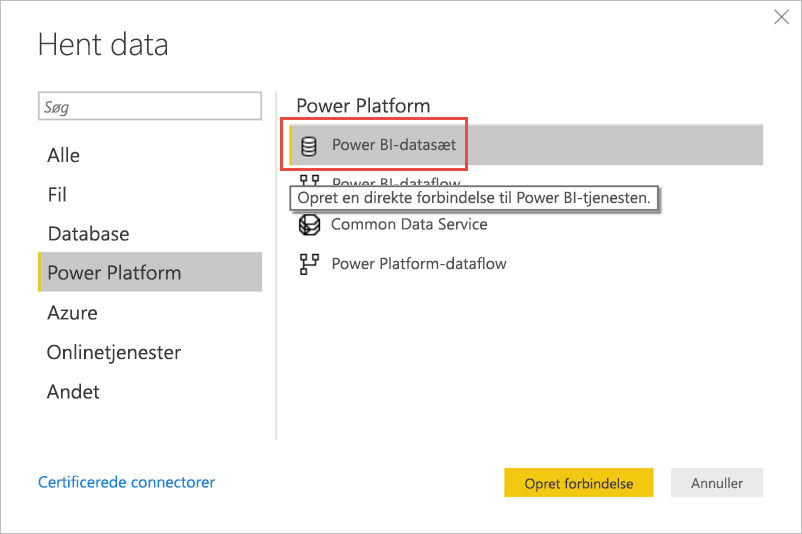 Hent data
Søg
Alle
Fil
Database
Power Platform
Azure
Onlinetjenester
Andet
Power Platform
Power BI-datasæt
Power BI-dataflow
Opret en direkte forbindelse til Power BI-tjenesten.
Common Data Service
Power Platform-dataflow
Certificerede connectorer
Opret forbindelse
Annuller